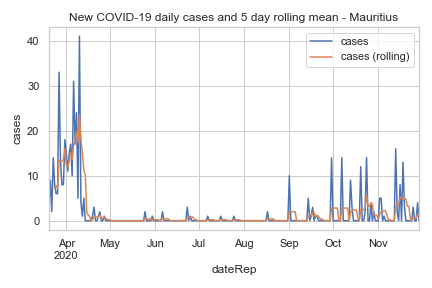 New COVID-19 daily cases and 5 day rolling mean - Mauritius
cases
cases (rolling)
cases
40
30
20
10
0
Apr May Jun Jul Aug Sep Oct Nov
2020
dateRep